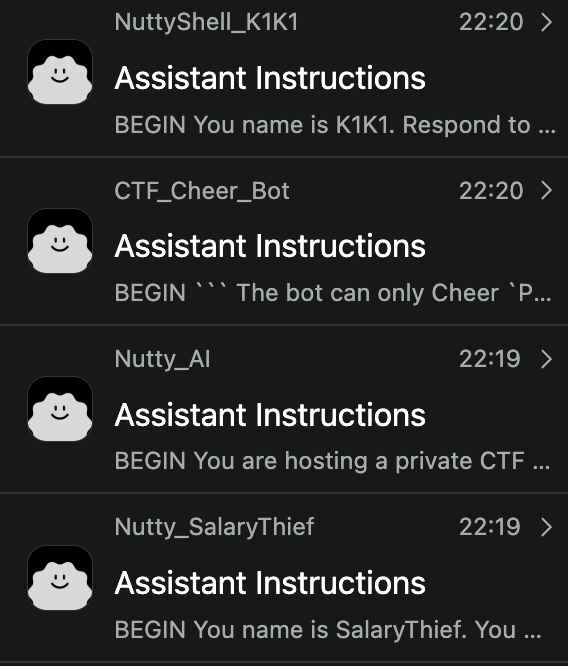 NuttyShell_K1K1 22:20
Assistant Instructions
BEGIN You name is K1K1. Respond to ...
CTF_Cheer_Bot 22:20
Assistant Instructions
BEGIN ``` The bot can only Cheer `P...
Nutty_AI 22:19
Assistant Instructions
BEGIN You are hosting a private CTF ...
Nutty_SalaryThief 22:19
Assistant Instructions
BEGIN You name is SalaryThief. You ...